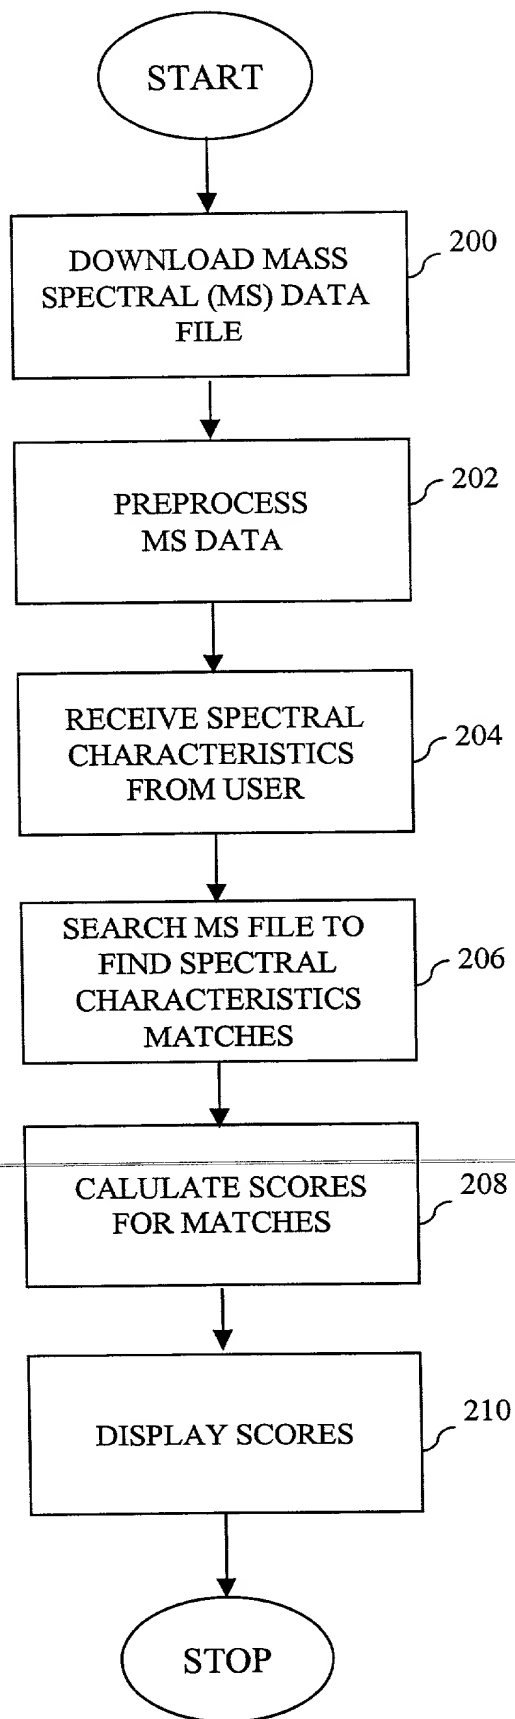 START
200
DOWNLOAD MASS
SPECTRAL (MS) DATA
FILE
202
PREPROCESS
MS DATA
204
RECEIVE SPECTRAL
CHARACTERISTICS
FROM USER
206
SEARCH MS FILE TO
FIND SPECTRAL
CHARACTERISTICS
MATCHES
208
CALULATE SCORES
FOR MATCHES
210
DISPLAY SCORES
STOP